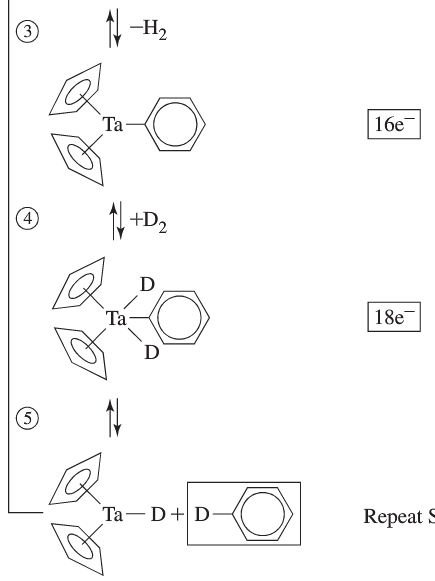 ③ −H₂
Ta
16e⁻
④ +D₂
D
Ta
18e⁻
D
⑤
Ta — D + D
Repeat S